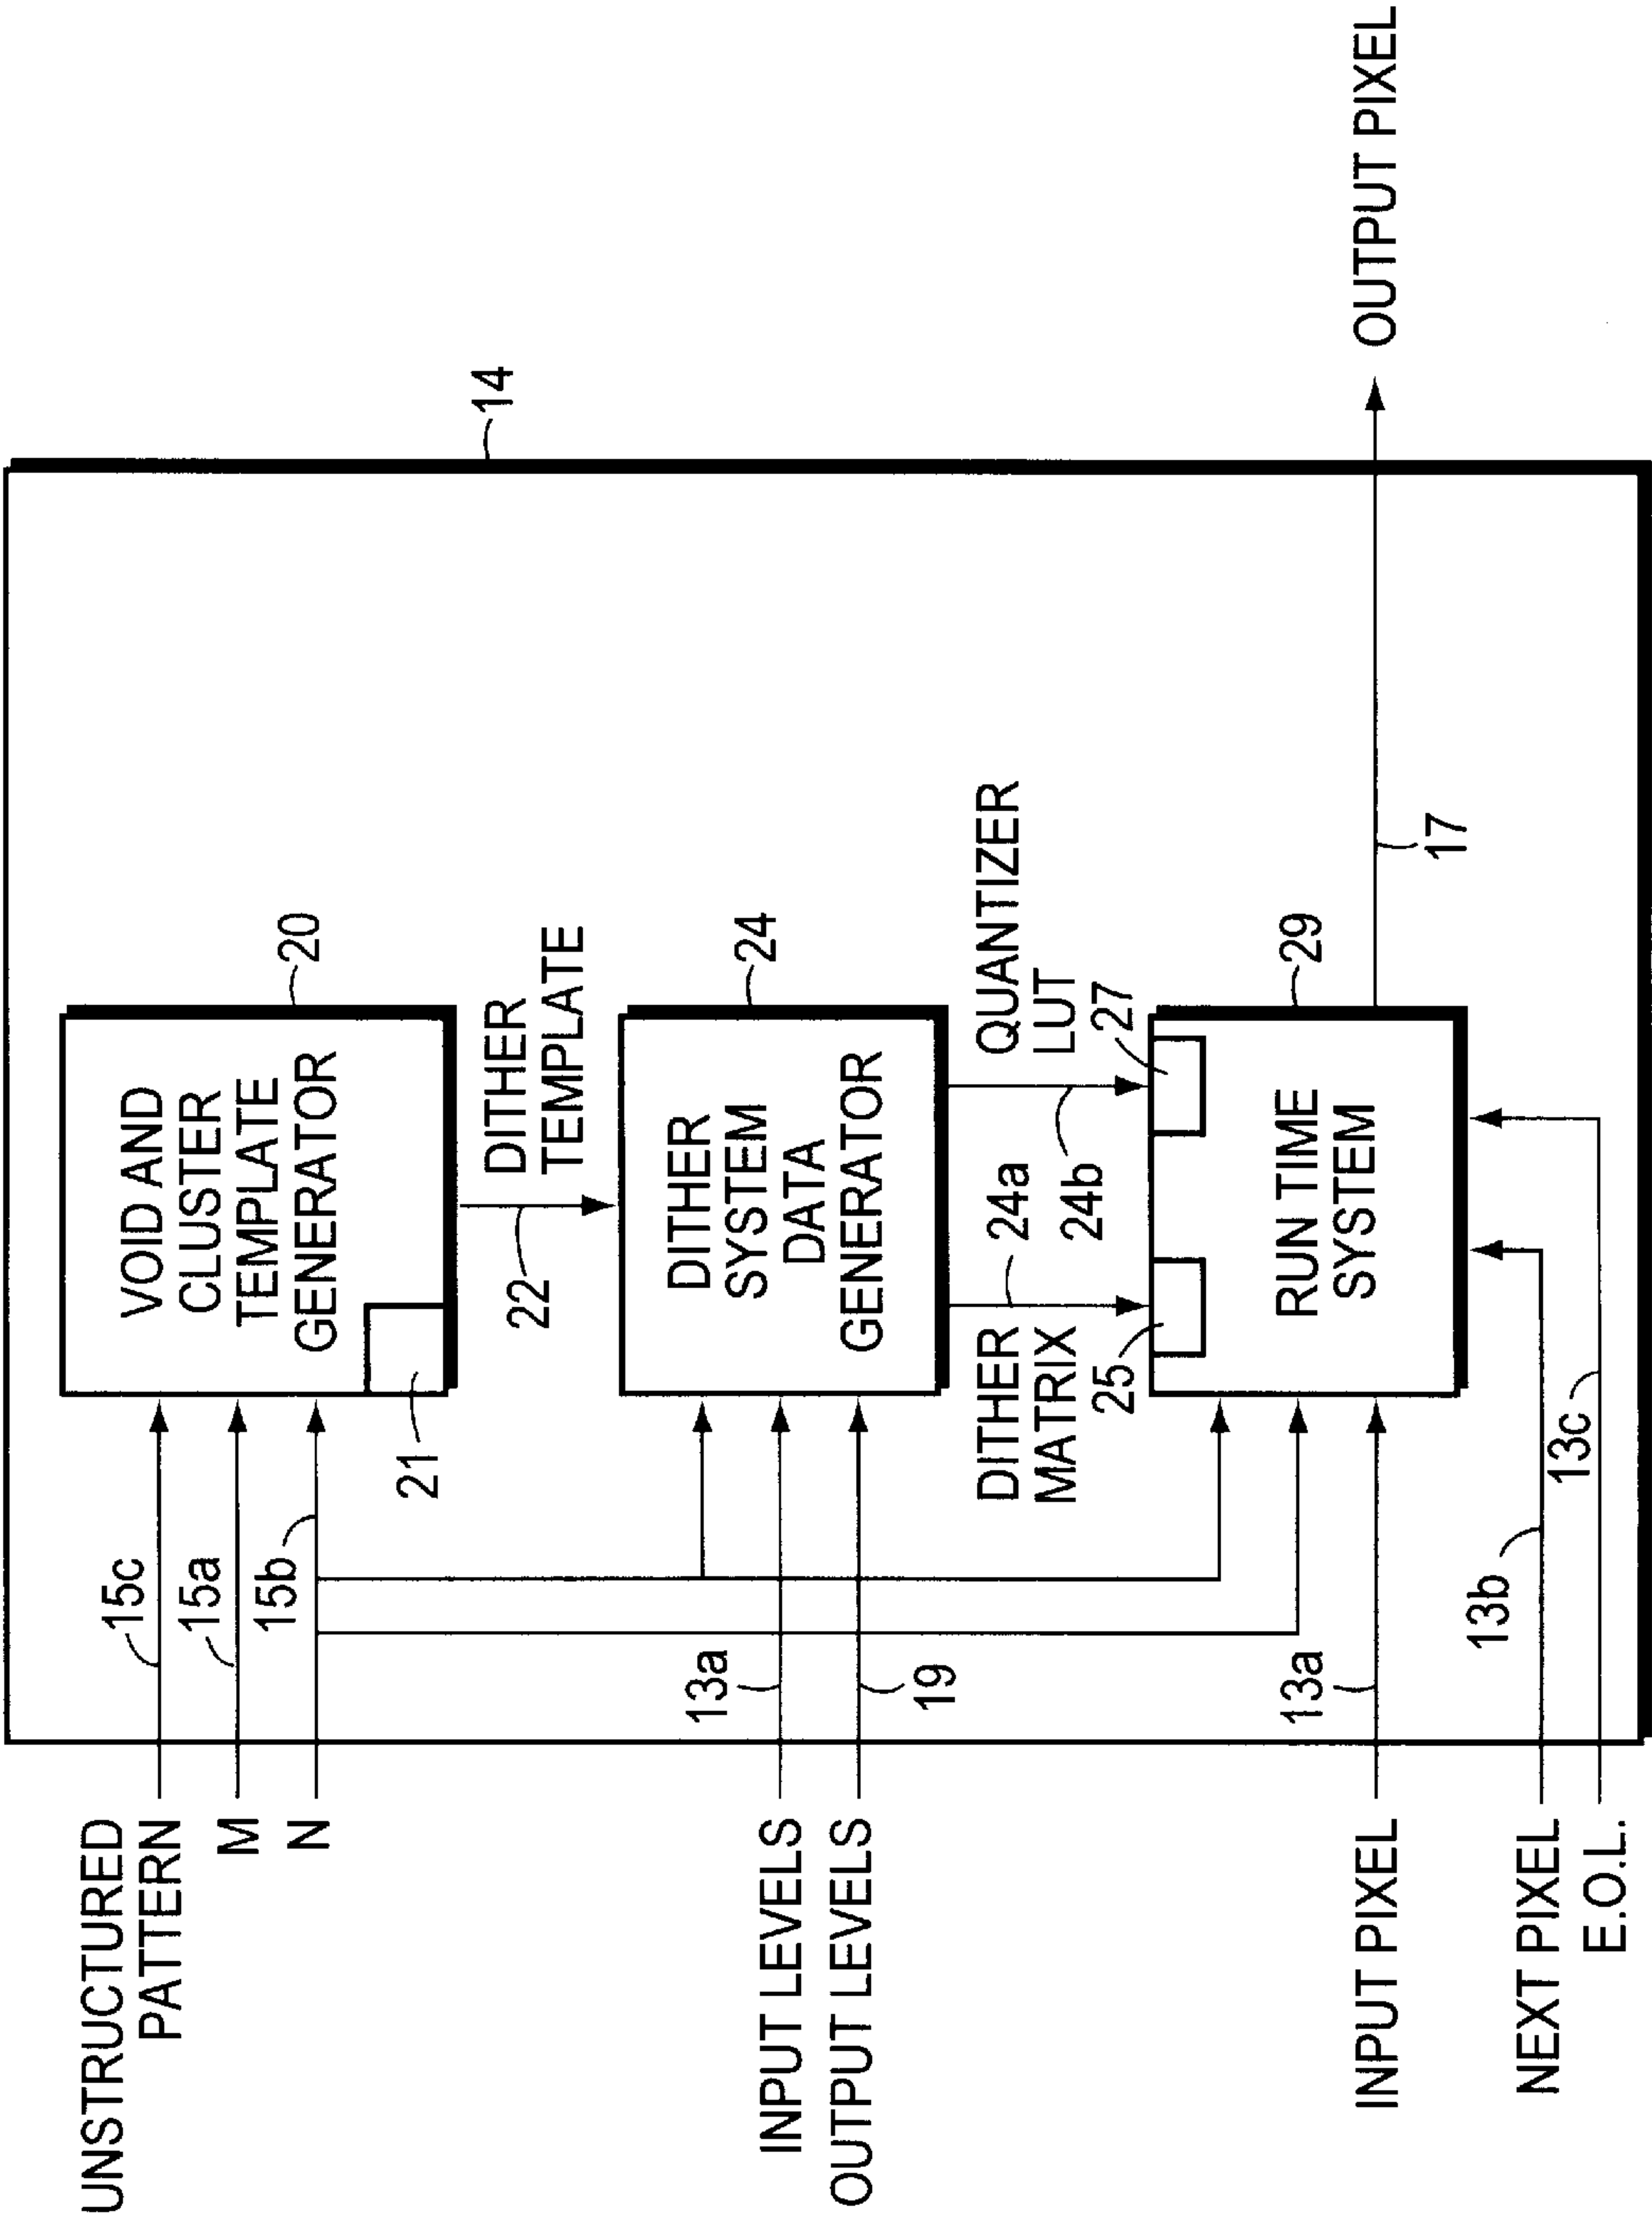 UNSTRUCTURED
PATTERN
M
N
15c
15a
15b
VOID AND
CLUSTER
TEMPLATE
GENERATOR
21
20
14
22
DITHER
TEMPLATE
INPUT LEVELS
OUTPUT LEVELS
13a
19
DITHER
SYSTEM
DATA
GENERATOR
24
DITHER
MATRIX
24a
24b
QUANTIZER
LUT
25
27
INPUT PIXEL
13a
RUN TIME
SYSTEM
29
17
OUTPUT PIXEL
NEXT PIXEL
E.O.L.
13b
13c